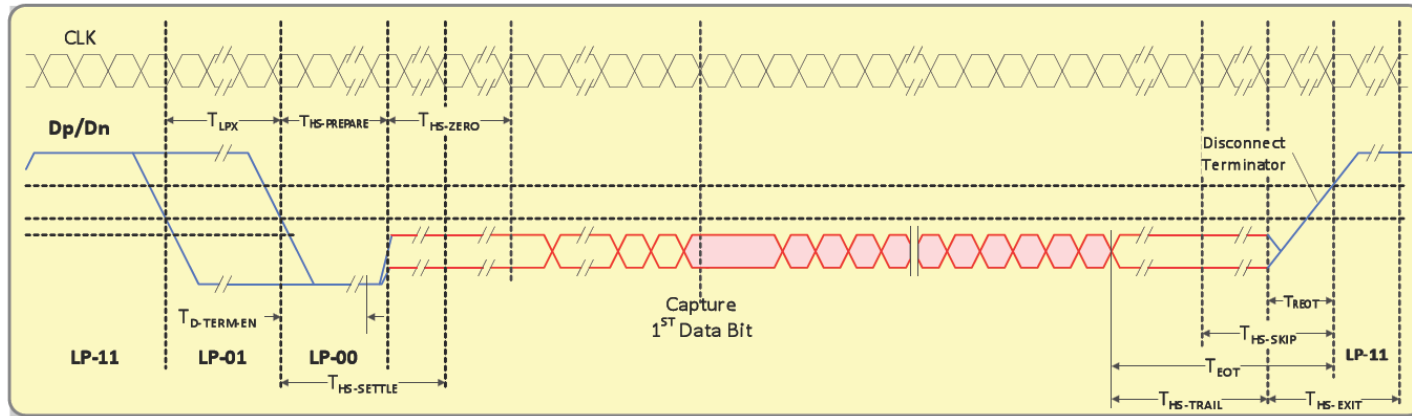 CLK
Dp/Dn
TLPX
THS-PREPARE
THS-ZERO
Disconnect
Terminator
TD-TERM-EN
Capture
1ST Data Bit
TREOT
THS-SKIP
LP-11
LP-01
LP-00
LP-11
TEOT
THS-SETTLE
THS-TRAIL
THS-EXIT